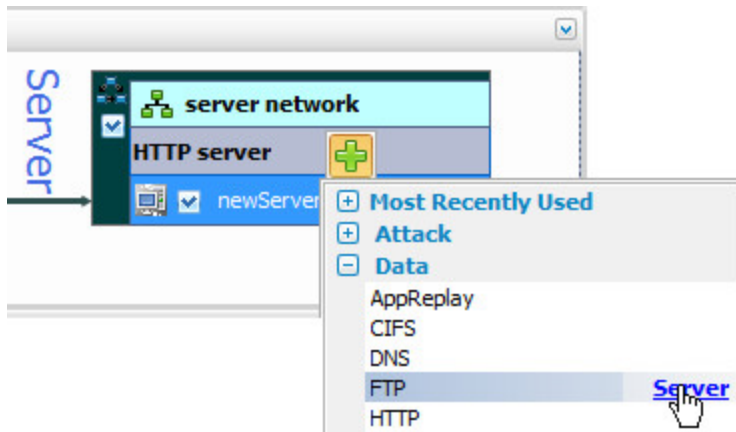 Server
server network
HTTP server
newServer
Most Recently Used
Attack
Data
AppReplay
CIFS
DNS
FTP Server
HTTP